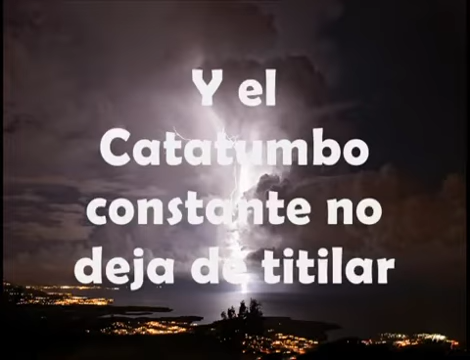 Y el
Catatumbo
constante no
deja de titilar